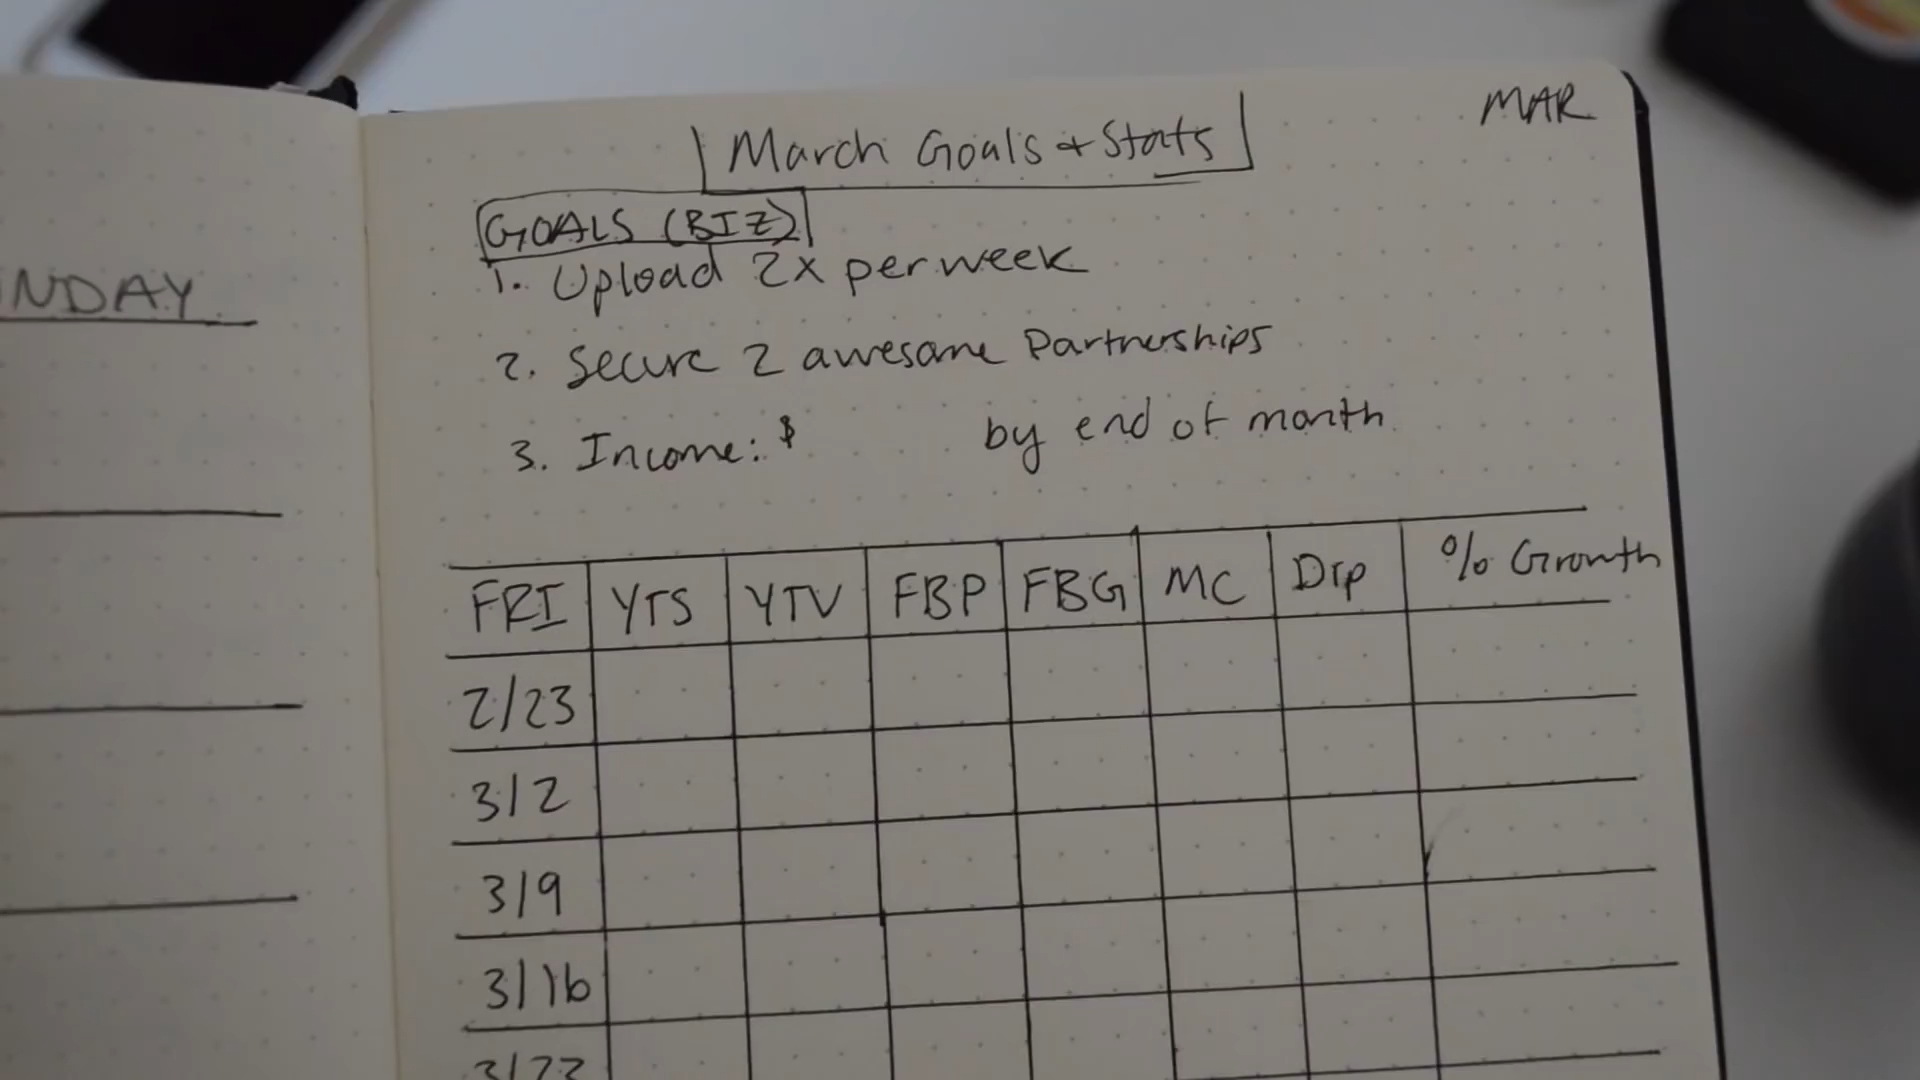 NDAY
MAR
March Goals + Stats
GOALS (BIZ)
1. Upload 2x per week
2. Secure 2 awesome Partnerships
3. Income: $ by end of month
FRI YTS YTV FBP FBG MC Drp % Growth
2/23
3/2
3/9
3/16
3/23